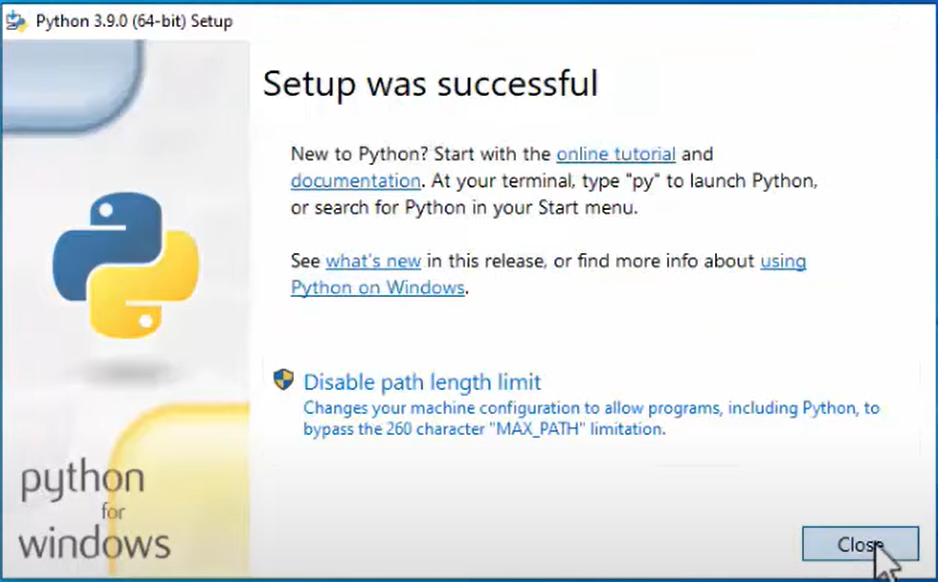 Python 3.9.0 (64-bit) Setup
Setup was successful
New to Python? Start with the online tutorial and
documentation. At your terminal, type "py" to launch Python,
or search for Python in your Start menu.
See what's new in this release, or find more info about using
Python on Windows.
Disable path length limit
Changes your machine configuration to allow programs, including Python, to
bypass the 260 character "MAX_PATH" limitation.
python
for
windows
Close